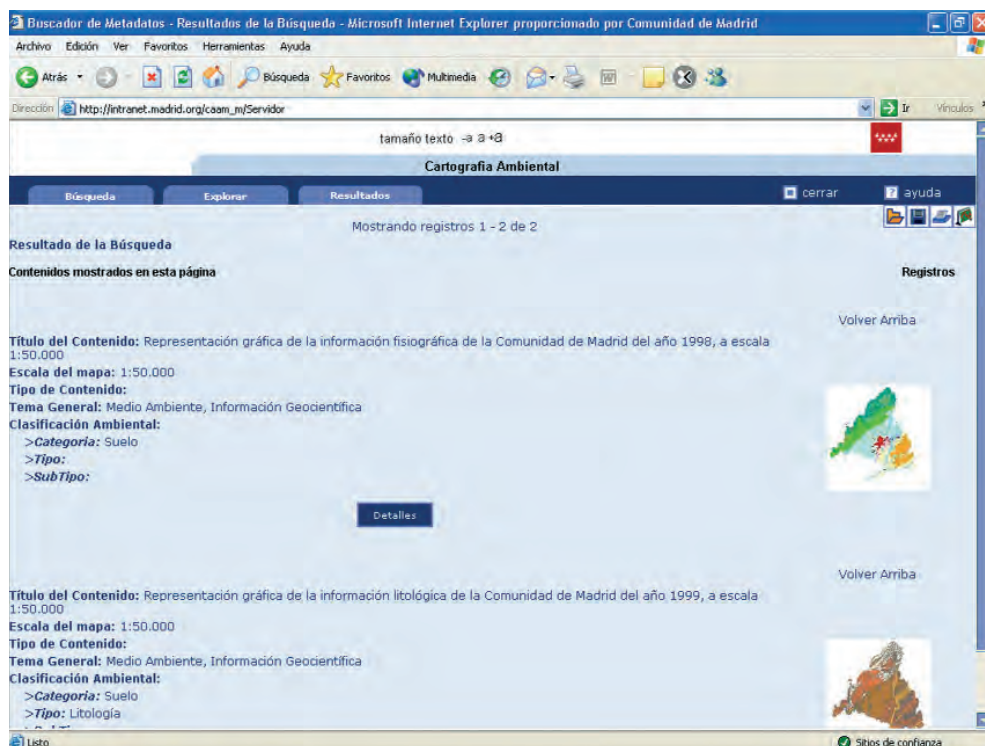 Buscador de Metadatos - Resultados de la Búsqueda - Microsoft Internet Explorer proporcionado por Comunidad de Madrid
Archivo Edición Ver Favoritos Herramientas Ayuda
Atrás Búsqueda Favoritos Multimedia
Dirección http://intranet.madrid.org/caam_m/Servidor Ir Vínculos
tamaño texto -a a +a
Cartografia Ambiental
Búsqueda Explorar Resultados cerrar ayuda
Mostrando registros 1 - 2 de 2
Resultado de la Búsqueda
Contenidos mostrados en esta página Registros
Volver Arriba
Título del Contenido: Representación gráfica de la información fisiográfica de la Comunidad de Madrid del año 1998, a escala
1:50.000
Escala del mapa: 1:50.000
Tipo de Contenido:
Tema General: Medio Ambiente, Información Geocientífica
Clasificación Ambiental:
>Categoria: Suelo
>Tipo:
>SubTipo:
Detalles
Volver Arriba
Título del Contenido: Representación gráfica de la información litológica de la Comunidad de Madrid del año 1999, a escala
1:50.000
Escala del mapa: 1:50.000
Tipo de Contenido:
Tema General: Medio Ambiente, Información Geocientífica
Clasificación Ambiental:
>Categoria: Suelo
>Tipo: Litología
Listo Sitios de confianza